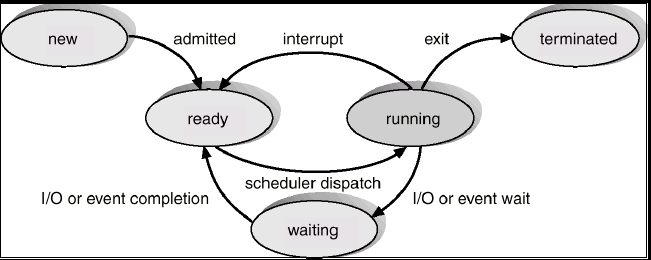 new
admitted
interrupt
exit
terminated
ready
running
scheduler dispatch
I/O or event completion
I/O or event wait
waiting